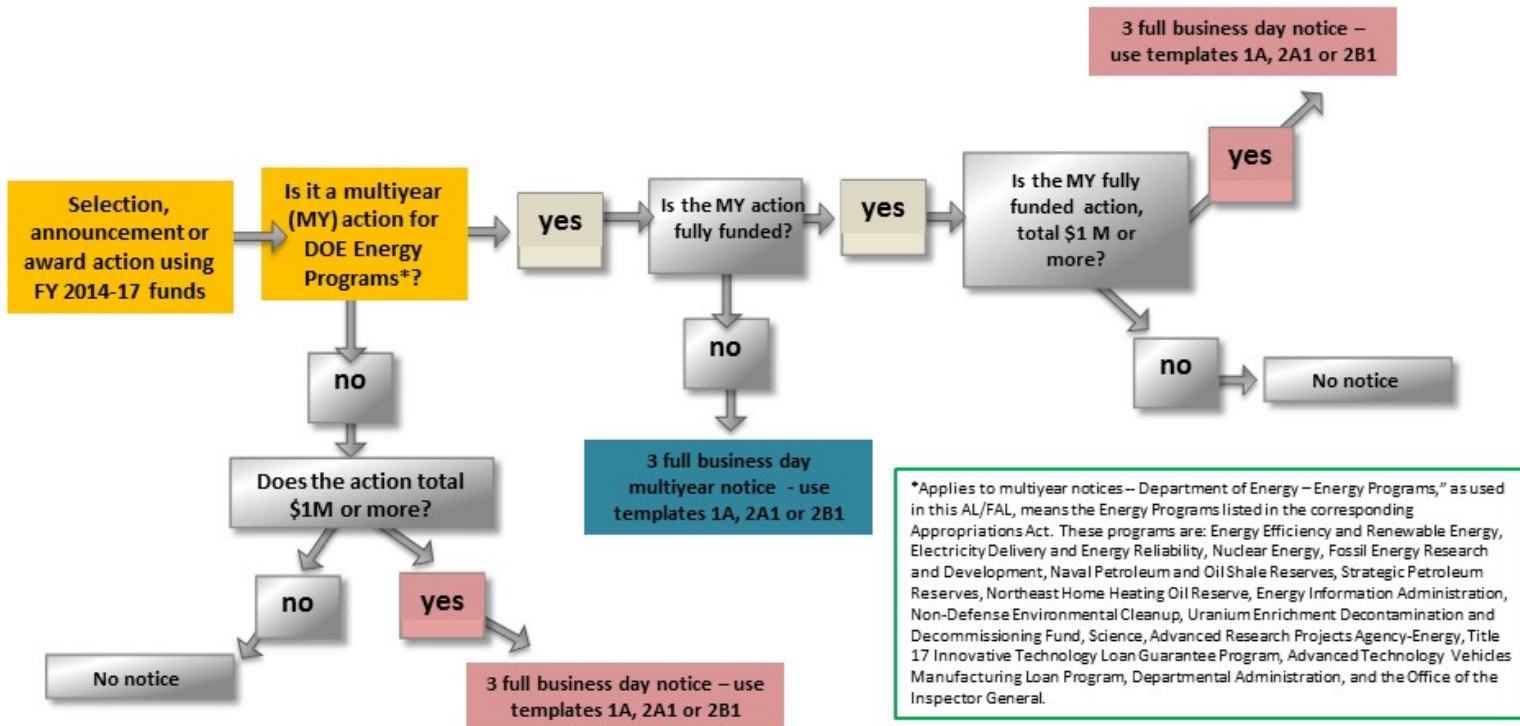 3 full business day notice –
use templates 1A, 2A1 or 2B1
Selection,
announcement or
award action using
FY 2014-17 funds
Is it a multiyear
(MY) action for
DOE Energy
Programs*?
yes
Is the MY action
fully funded?
yes
Is the MY fully
funded action,
total $1 M or
more?
yes
no
no
no
No notice
Does the action total
$1M or more?
3 full business day
multiyear notice - use
templates 1A, 2A1 or 2B1
no
yes
No notice
3 full business day notice – use
templates 1A, 2A1 or 2B1
*Applies to multiyear notices -- Department of Energy – Energy Programs,” as used
in this AL/FAL, means the Energy Programs listed in the corresponding
Appropriations Act. These programs are: Energy Efficiency and Renewable Energy,
Electricity Delivery and Energy Reliability, Nuclear Energy, Fossil Energy Research
and Development, Naval Petroleum and Oil Shale Reserves, Strategic Petroleum
Reserves, Northeast Home Heating Oil Reserve, Energy Information Administration,
Non-Defense Environmental Cleanup, Uranium Enrichment Decontamination and
Decommissioning Fund, Science, Advanced Research Projects Agency-Energy, Title
17 Innovative Technology Loan Guarantee Program, Advanced Technology Vehicles
Manufacturing Loan Program, Departmental Administration, and the Office of the
Inspector General.